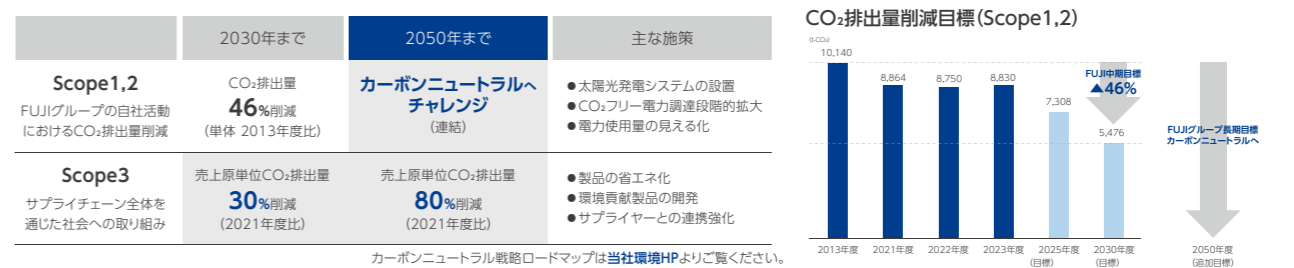 2030年まで
2050年まで
主な施策
Scope1,2
FUJIグループの自社活動
におけるCO₂排出量削減
CO₂排出量
46%削減
(単体 2013年度比)
カーボンニュートラルへ
チャレンジ
(連結)
●太陽光発電システムの設置
●CO₂フリー電力調達段階的拡大
●電力使用量の見える化
Scope3
サプライチェーン全体を
通じた社会への取り組み
売上原単位CO₂排出量
30%削減
(2021年度比)
売上原単位CO₂排出量
80%削減
(2021年度比)
●製品の省エネ化
●環境貢献製品の開発
●サプライヤーとの連携強化
カーボンニュートラル戦略ロードマップは当社環境HPよりご覧ください。
CO₂排出量削減目標(Scope1,2)
(t-CO₂)
10,140
8,864
8,750
8,830
7,308
5,476
FUJI中期目標
▲46%
FUJIグループ長期目標
カーボンニュートラルへ
2013年度
2021年度
2022年度
2023年度
2025年度
(目標)
2030年度
(目標)
2050年度
(追加目標)